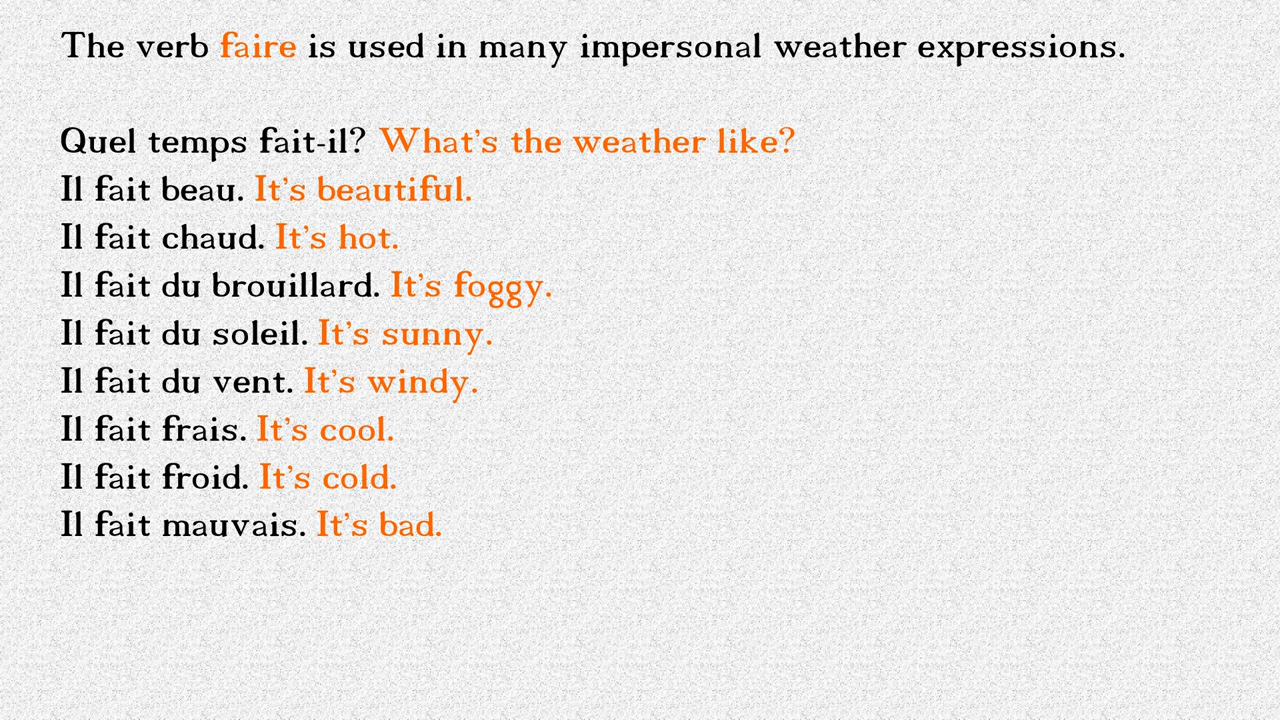 The verb faire is used in many impersonal weather expressions.
Quel temps fait-il? What's the weather like?
Il fait beau. It's beautiful.
Il fait chaud. It's hot.
Il fait du brouillard. It's foggy.
Il fait du soleil. It's sunny.
Il fait du vent. It's windy.
Il fait frais. It's cool.
Il fait froid. It's cold.
Il fait mauvais. It's bad.